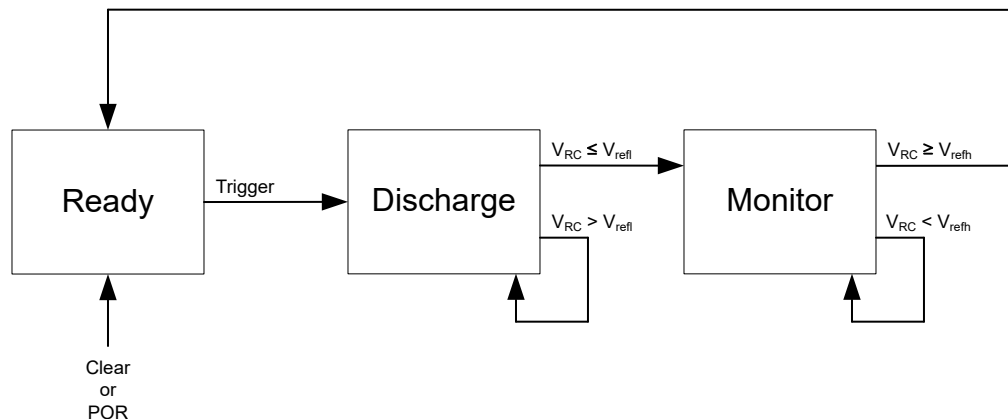 Ready
Trigger
Discharge
V_RC ≤ V_refl
V_RC > V_refl
Monitor
V_RC ≥ V_refh
V_RC < V_refh
Clear
or
POR